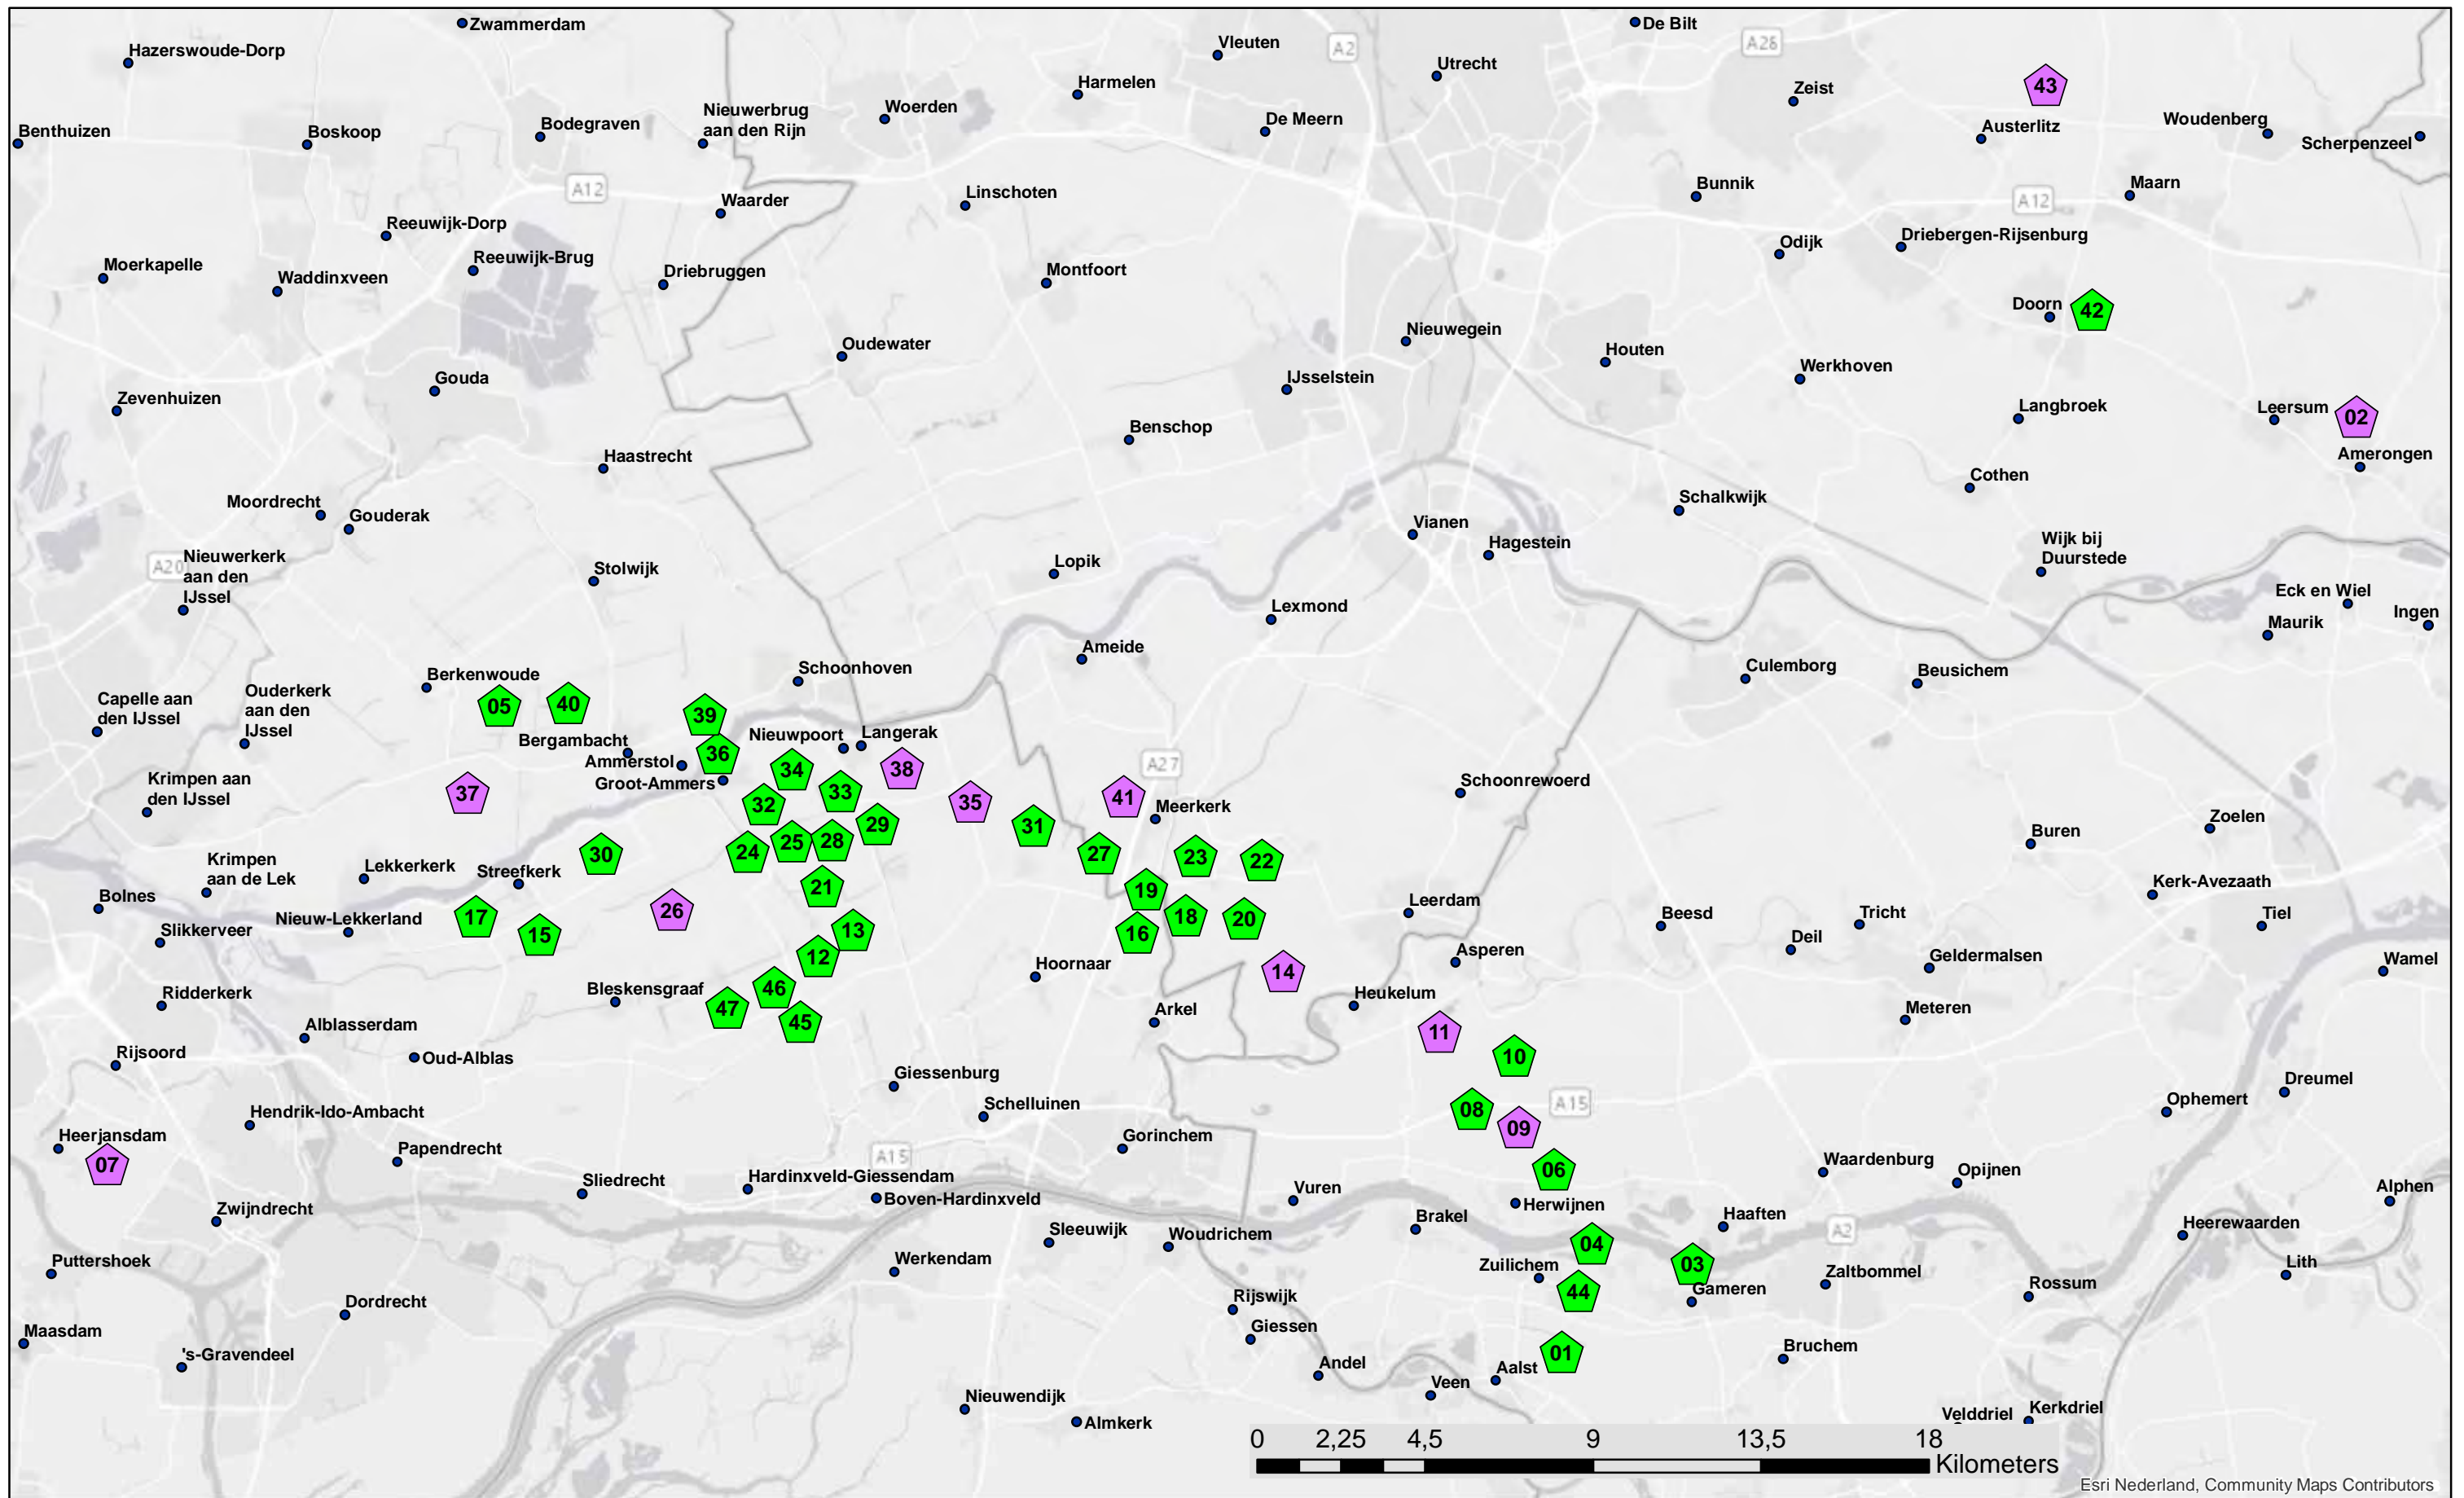 Zwammerdam
De Bilt
Hazerswoude-Dorp
Vleuten
A2
A28
Utrecht
Harmelen
Zeist
43
Nieuwerbrug
aan den Rijn
Woerden
De Meern
Austerlitz
Woudenberg
Scherpenzeel
Benthuizen
Boskoop
Bodegraven
A12
Waarder
Linschoten
Bunnik
A12
Maarn
Reeuwijk-Dorp
Reeuwijk-Brug
Driebruggen
Montfoort
Odijk
Driebergen-Rijsenburg
Moerkapelle
Waddinxveen
Doorn
42
Oudewater
Nieuwegein
Houten
Werkhoven
Gouda
IJsselstein
Zevenhuizen
Langbroek
Leersum
02
Benschop
Haastrecht
Amerongen
Cothen
Moordrecht
Gouderak
Schalkwijk
Vianen
Hagestein
Wijk bij
Duurstede
A20
Nieuwerkerk
aan den
IJssel
Stolwijk
Lopik
Eck en Wiel
Ingen
Lexmond
Maurik
Ameide
Berkenwoude
Schoonhoven
Culemborg
Beusichem
Capelle aan
den IJssel
Ouderkerk
aan den
IJssel
05
40
39
Bergambacht
Nieuwpoort
Langerak
Ammerstol
36
Groot-Ammers
34
38
A27
Krimpen aan
den IJssel
37
32
33
35
41
Meerkerk
Schoonrewoerd
29
31
Zoelen
Buren
30
24
25
28
27
23
22
Krimpen
aan de Lek
Lekkerkerk
Streefkerk
21
19
Kerk-Avezaath
Bolnes
Nieuw-Lekkerland
17
26
18
20
Leerdam
Beesd
Tricht
Tiel
Slikkerveer
15
13
16
Deil
12
Asperen
Geldermalsen
Wamel
Hoornaar
14
Ridderkerk
Bleskensgraaf
46
Heukelum
47
45
Arkel
11
Meteren
Alblasserdam
Rijsoord
Oud-Alblas
10
Giessenburg
Dreumel
Hendrik-Ido-Ambacht
Schelluinen
08
A15
Ophemert
09
Heerjansdam
07
Papendrecht
A15
Gorinchem
06
Waardenburg
Opijnen
Sliedrecht
Hardinxveld-Giessendam
Boven-Hardinxveld
Vuren
Herwijnen
Alphen
Zwijndrecht
Sleeuwijk
Woudrichem
Brakel
Haaften
A2
Heerewaarden
04
Puttershoek
Werkendam
Zuilichem
03
Zaltbommel
Lith
44
Gameren
Rossum
Dordrecht
Rijswijk
Maasdam
Giessen
's-Gravendeel
Andel
01
Bruchem
Aalst
Veen
Nieuwendijk
Almkerk
Velddriel
Kerkdriel
0 2,25 4,5 9 13,5 18
Kilometers
Esri Nederland, Community Maps Contributors